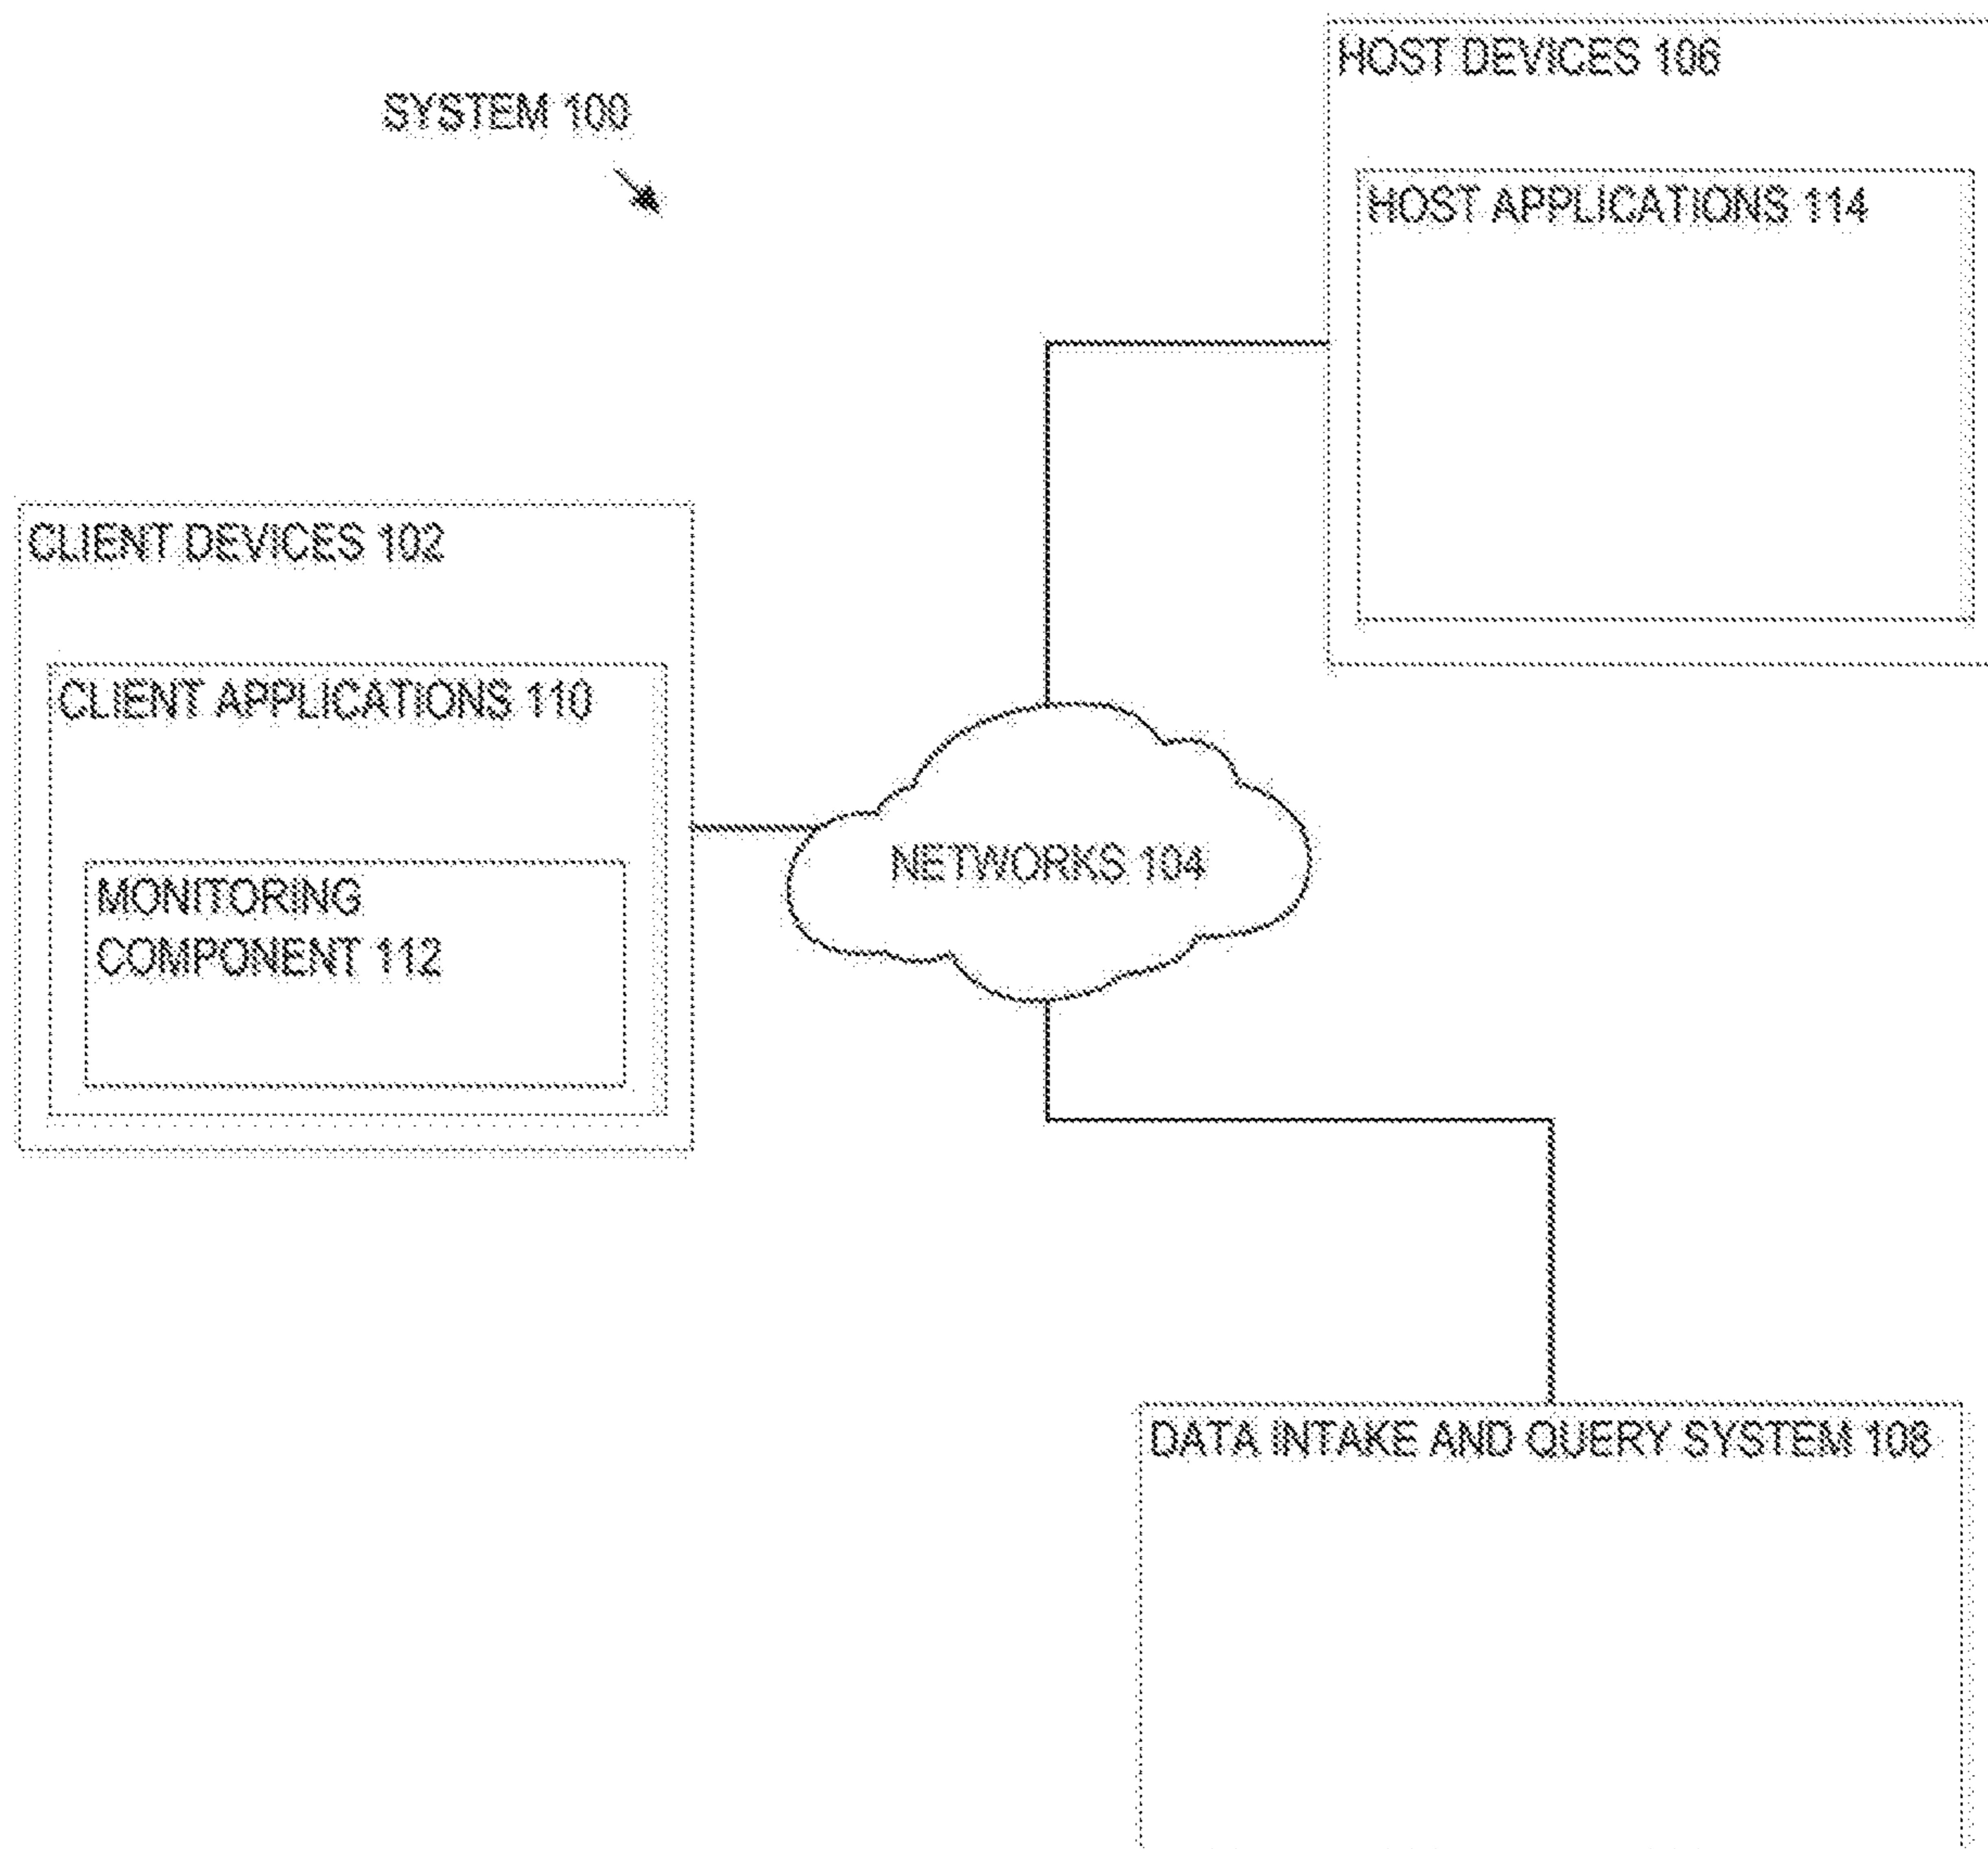 SYSTEM 100
HOST DEVICES 106
HOST APPLICATIONS 114
CLIENT DEVICES 102
CLIENT APPLICATIONS 110
MONITORING
COMPONENT 112
NETWORKS 104
DATA INTAKE AND QUERY SYSTEM 108